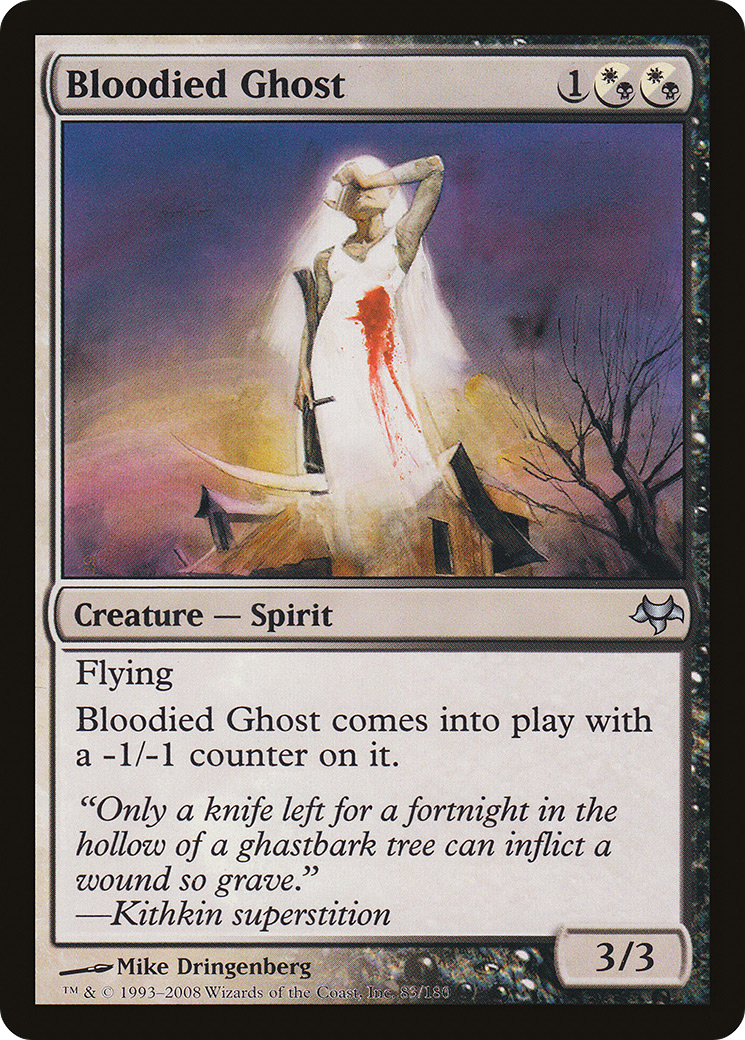 Bloodied Ghost 1
Creature — Spirit
Flying
Bloodied Ghost comes into play with
a -1/-1 counter on it.
“Only a knife left for a fortnight in the
hollow of a ghastbark tree can inflict a
wound so grave.”
—Kithkin superstition
3/3
Mike Dringenberg
™ & © 1993–2008 Wizards of the Coast, Inc. 83/180